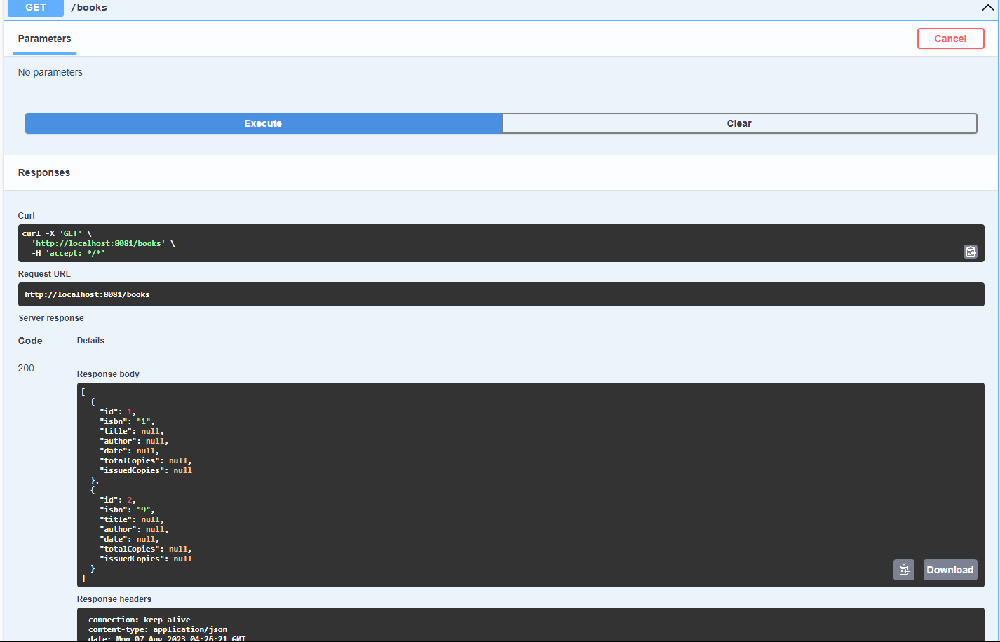 GET /books
Parameters
Cancel
No parameters
Execute
Clear
Responses
Curl
curl -X 'GET' \
  'http://localhost:8081/books' \
  -H 'accept: */*'
Request URL
http://localhost:8081/books
Server response
Code Details
200
Response body
[
  {
    "id": 1,
    "isbn": "1",
    "title": null,
    "author": null,
    "date": null,
    "totalCopies": null,
    "issuedCopies": null
  },
  {
    "id": 2,
    "isbn": "9",
    "title": null,
    "author": null,
    "date": null,
    "totalCopies": null,
    "issuedCopies": null
  }
]
Download
Response headers
connection: keep-alive
content-type: application/json
date: Mon 07 Aug 2023 04:26:21 GMT